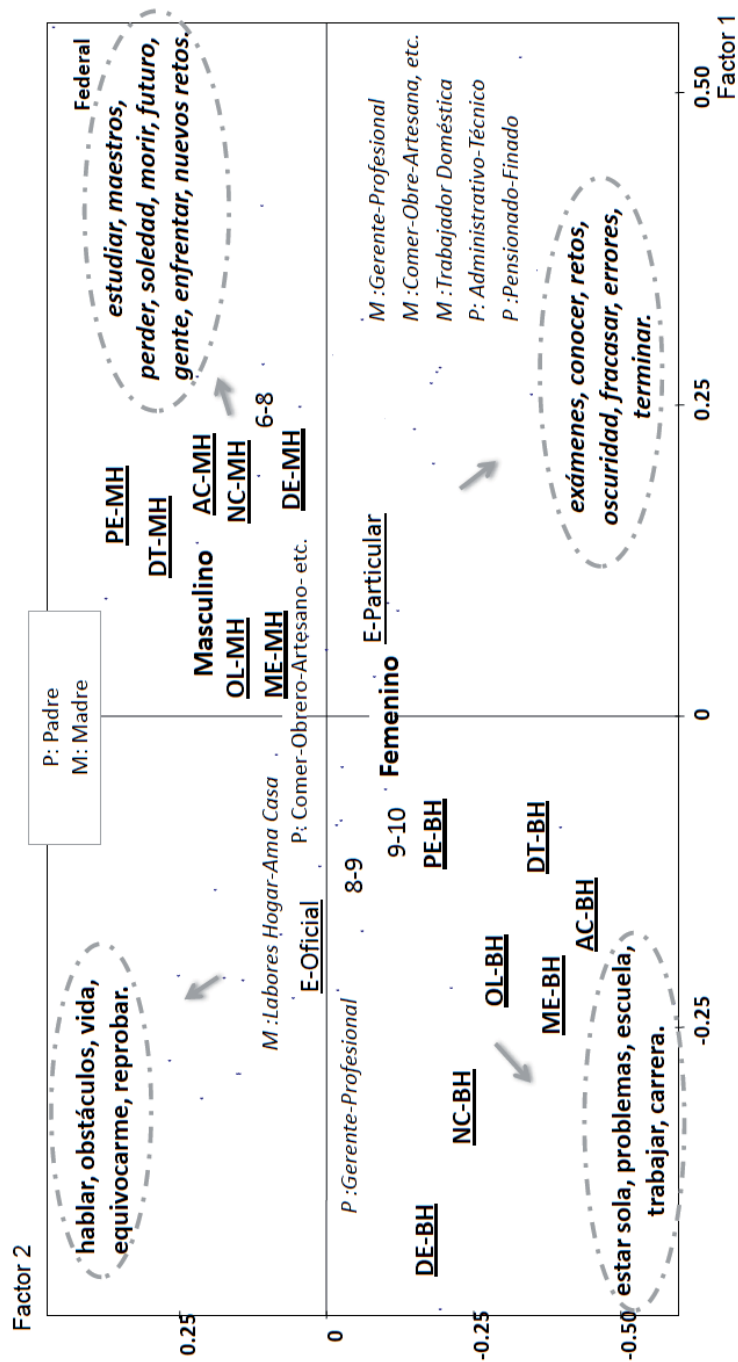 Factor 2
P: Padre
M: Madre
Federal
hablar, obstáculos, vida,
equivocarme, reprobar.
estudiar, maestros,
perder, soledad, morir, futuro,
gente, enfrentar, nuevos retos.
PE-MH
DT-MH
AC-MH
Masculino
NC-MH
OL-MH
6-8
ME-MH
DE-MH
0.25
M :Labores Hogar-Ama Casa
P: Comer-Obrero-Artesano- etc.
E-Oficial
0
P :Gerente-Profesional
8-9
9-10
Femenino
E-Particular
M :Gerente-Profesional
M :Comer-Obre-Artesana, etc.
M :Trabajador Doméstica
P: Administrativo-Técnico
P :Pensionado-Finado
DE-BH
NC-BH
PE-BH
OL-BH
DT-BH
ME-BH
AC-BH
-0.25
exámenes, conocer, retos,
oscuridad, fracasar, errores,
terminar.
estar sola, problemas, escuela,
trabajar, carrera.
-0.50
-0.25
0
0.25
0.50
Factor 1